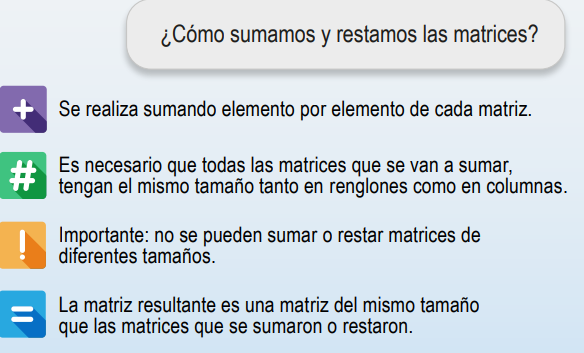 ¿Cómo sumamos y restamos las matrices?
+ Se realiza sumando elemento por elemento de cada matriz.
# Es necesario que todas las matrices que se van a sumar,
tengan el mismo tamaño tanto en renglones como en columnas.
! Importante: no se pueden sumar o restar matrices de
diferentes tamaños.
= La matriz resultante es una matriz del mismo tamaño
que las matrices que se sumaron o restaron.